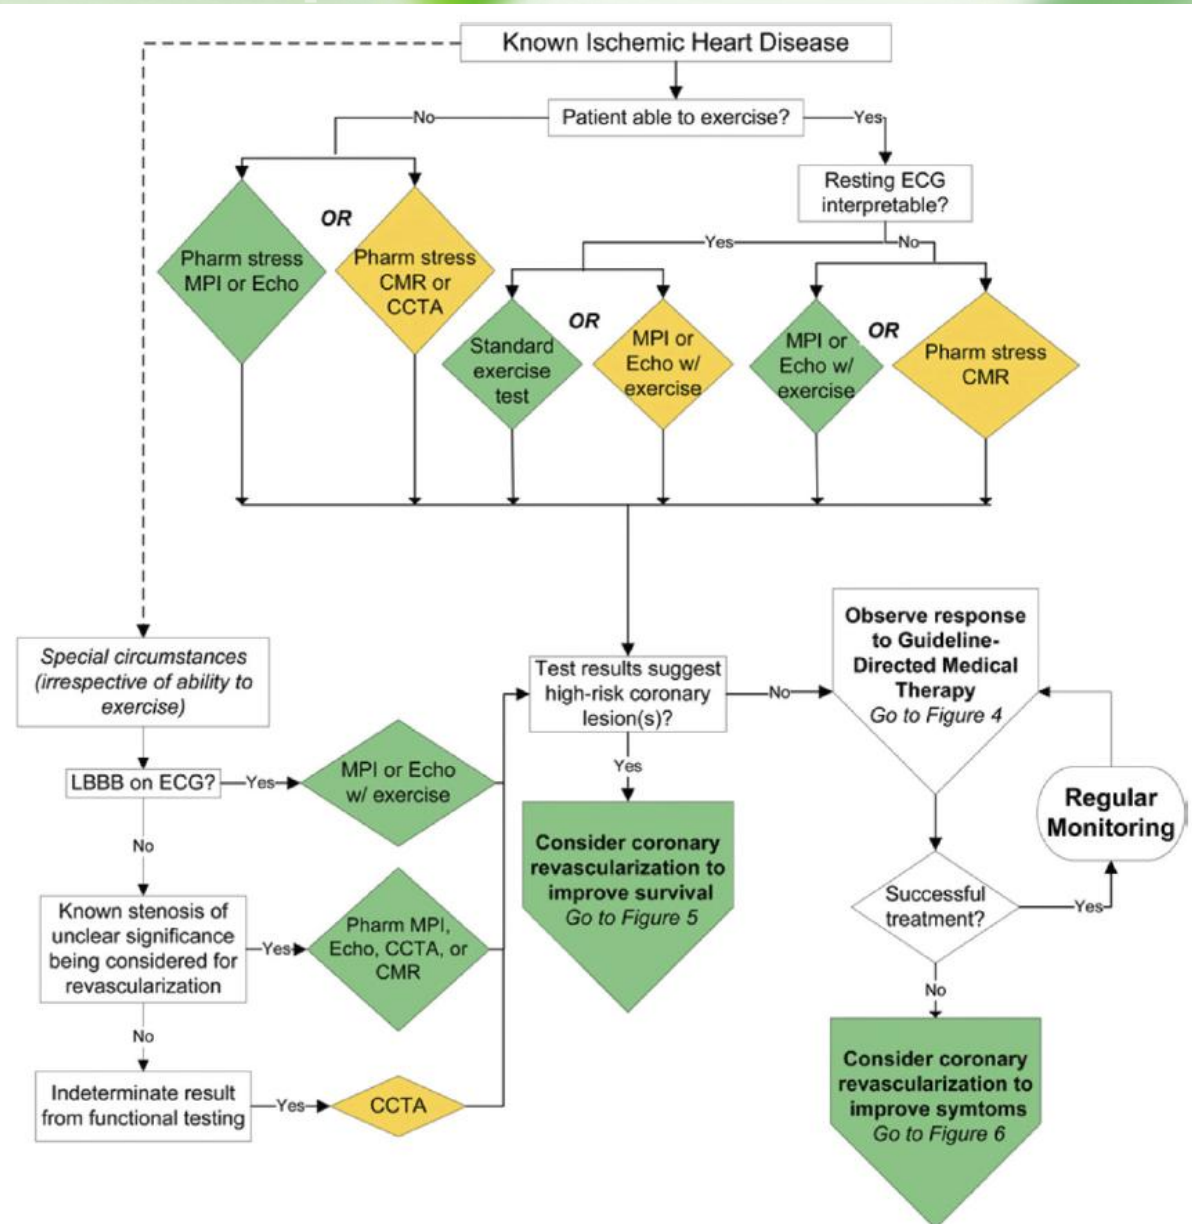 Known Ischemic Heart Disease
Patient able to exercise?
No
Yes
Resting ECG
interpretable?
Yes
No
Pharm stress
MPI or Echo
OR
Pharm stress
CMR or
CCTA
Standard
exercise
test
OR
MPI or
Echo w/
exercise
MPI or
Echo w/
exercise
OR
Pharm stress
CMR
Special circumstances
(irrespective of ability to
exercise)
LBBB on ECG?
Yes
MPI or Echo
w/ exercise
No
Known stenosis of
unclear significance
being considered for
revascularization
Yes
Pharm MPI,
Echo, CCTA, or
CMR
No
Indeterminate result
from functional testing
Yes
CCTA
Test results suggest
high-risk coronary
lesion(s)?
No
Yes
Consider coronary
revascularization to
improve survival
Go to Figure 5
Observe response
to Guideline-
Directed Medical
Therapy
Go to Figure 4
Regular
Monitoring
Successful
treatment?
Yes
No
Consider coronary
revascularization to
improve symtoms
Go to Figure 6